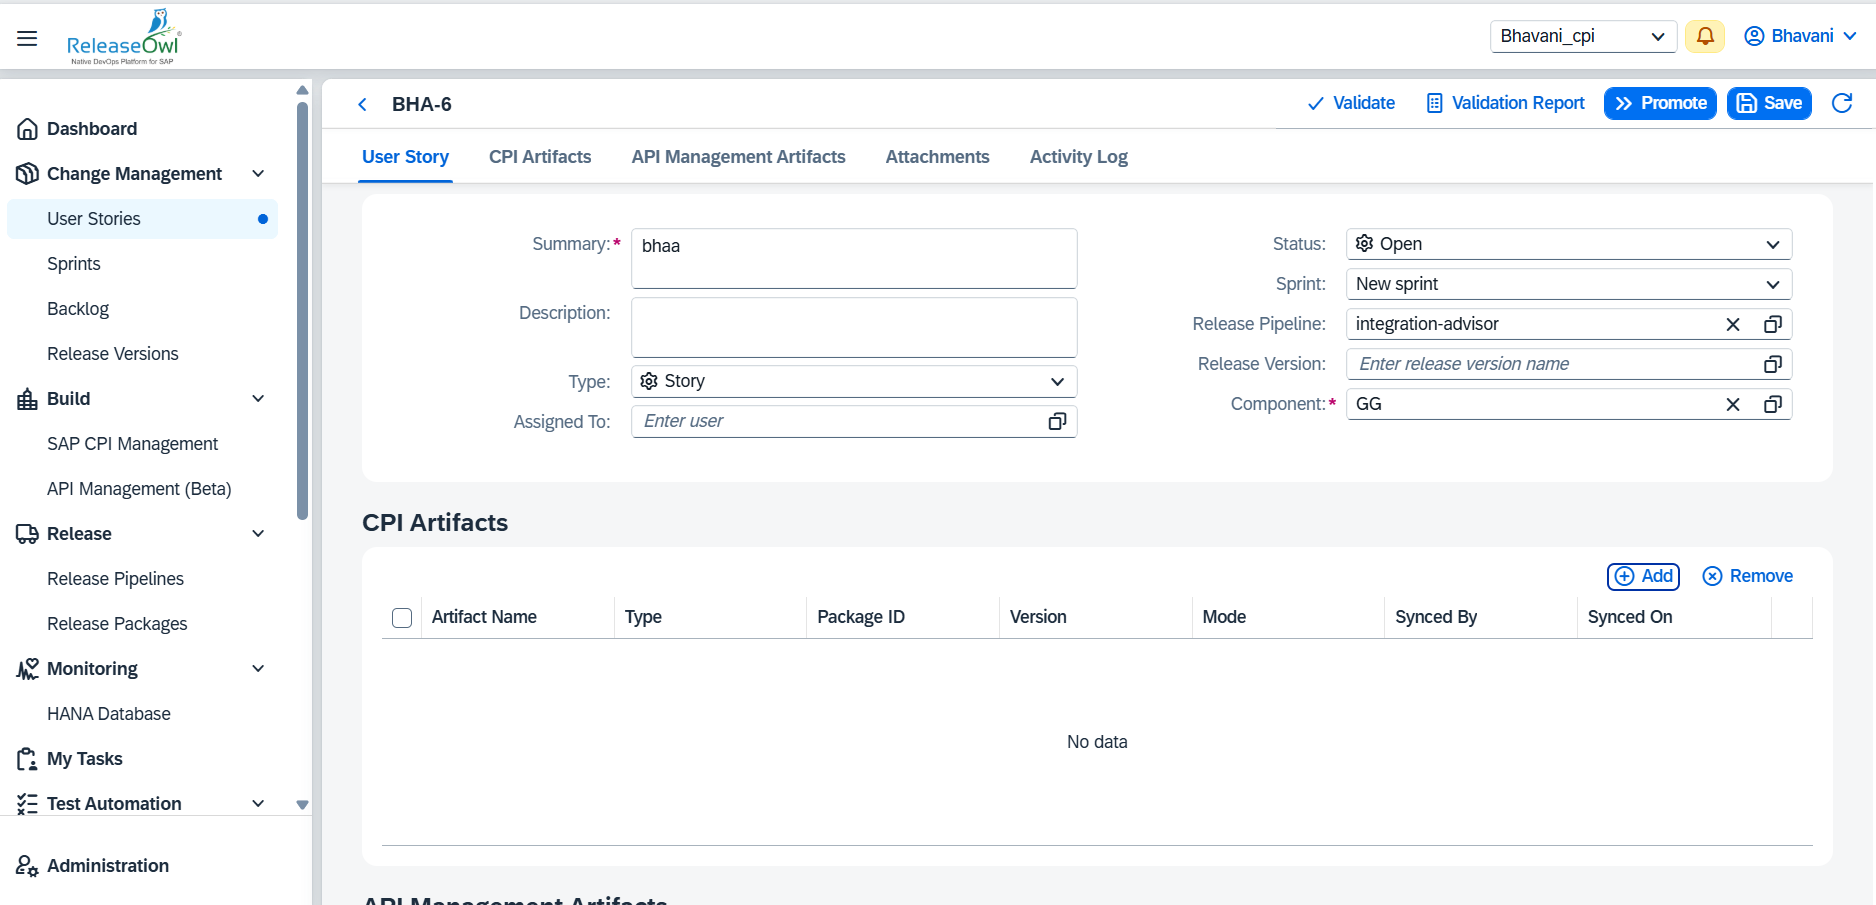 ReleaseOwl
Native DevOps Platform for SAP
Bhavani_cpi
Bhavani
Dashboard
Change Management
User Stories
Sprints
Backlog
Release Versions
Build
SAP CPI Management
API Management (Beta)
Release
Release Pipelines
Release Packages
Monitoring
HANA Database
My Tasks
Test Automation
Administration
BHA-6
Validate
Validation Report
Promote
Save
User Story
CPI Artifacts
API Management Artifacts
Attachments
Activity Log
Summary:*
bhaa
Description:
Type:
Story
Assigned To:
Enter user
Status:
Open
Sprint:
New sprint
Release Pipeline:
integration-advisor
Release Version:
Enter release version name
Component:*
GG
CPI Artifacts
Add
Remove
Artifact Name
Type
Package ID
Version
Mode
Synced By
Synced On
No data
API Management Artifacts